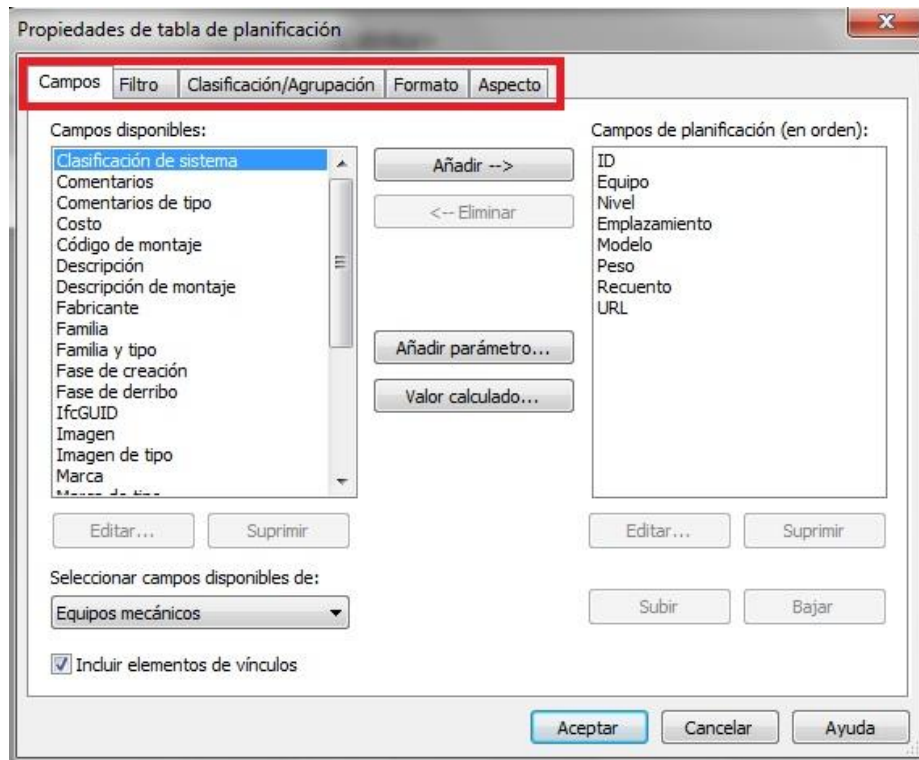 Propiedades de tabla de planificación
Campos Filtro Clasificación/Agrupación Formato Aspecto
Campos disponibles:
Clasificación de sistema
Comentarios
Comentarios de tipo
Costo
Código de montaje
Descripción
Descripción de montaje
Fabricante
Familia
Familia y tipo
Fase de creación
Fase de derribo
IfcGUID
Imagen
Imagen de tipo
Marca
Añadir -->
<-- Eliminar
Añadir parámetro...
Valor calculado...
Campos de planificación (en orden):
ID
Equipo
Nivel
Emplazamiento
Modelo
Peso
Recuento
URL
Editar... Suprimir
Editar... Suprimir
Seleccionar campos disponibles de:
Equipos mecánicos
Subir Bajar
Incluir elementos de vínculos
Aceptar Cancelar Ayuda